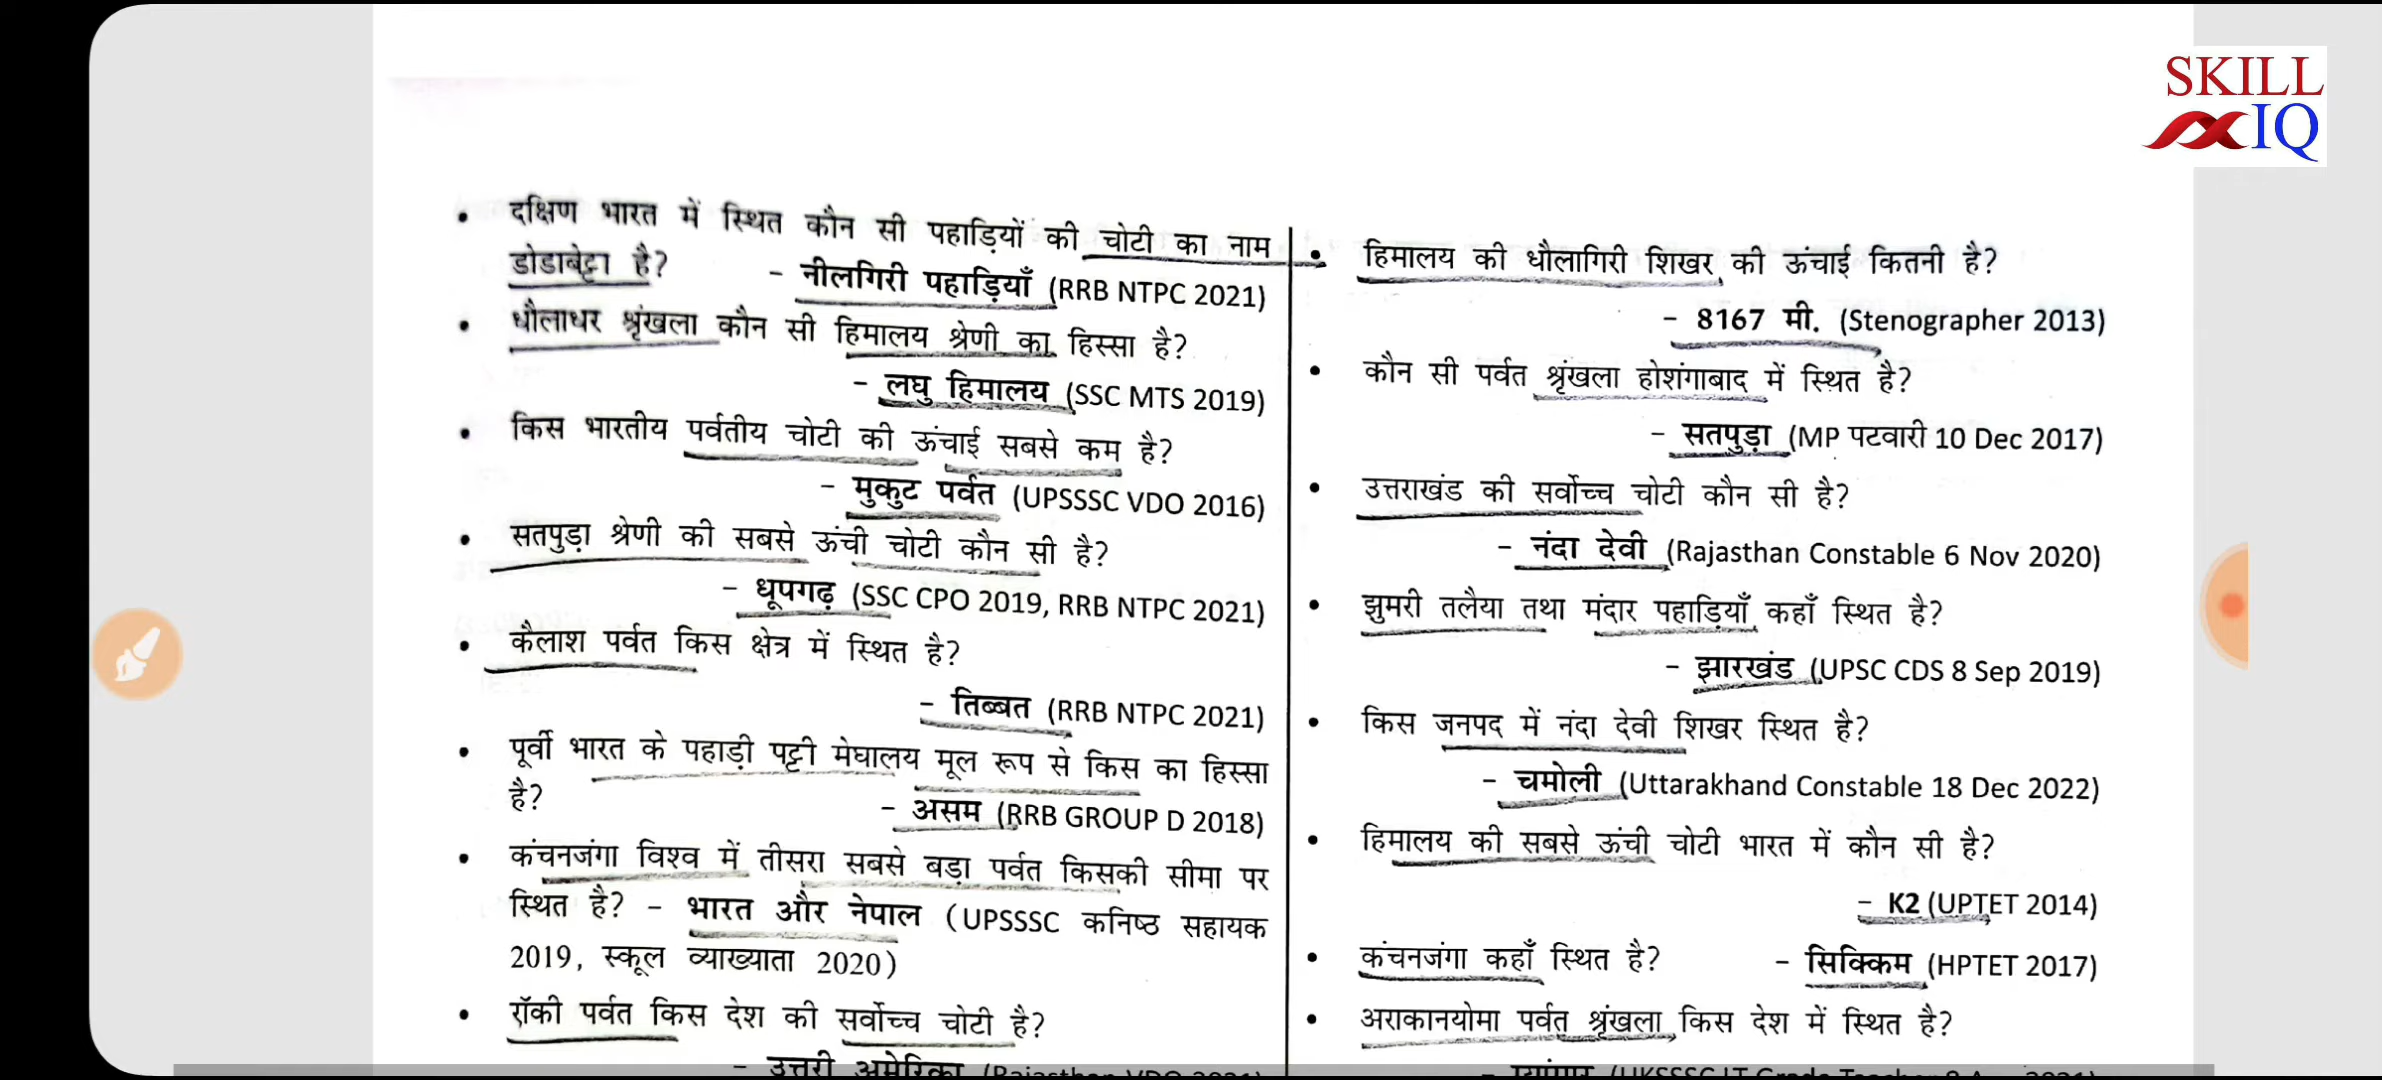 SKILL
IQ
• दक्षिण भारत में स्थित कौन सी पहाड़ियों की चोटी का नाम
डोडाबेट्टा है? – नीलगिरी पहाड़ियाँ (RRB NTPC 2021)
• धौलाधर श्रृंखला कौन सी हिमालय श्रेणी का हिस्सा है?
– लघु हिमालय (SSC MTS 2019)
• किस भारतीय पर्वतीय चोटी की ऊंचाई सबसे कम है?
– मुकुट पर्वत (UPSSSC VDO 2016)
• सतपुड़ा श्रेणी की सबसे ऊंची चोटी कौन सी है?
– धूपगढ़ (SSC CPO 2019, RRB NTPC 2021)
• कैलाश पर्वत किस क्षेत्र में स्थित है?
– तिब्बत (RRB NTPC 2021)
• पूर्वी भारत के पहाड़ी पट्टी मेघालय मूल रूप से किस का हिस्सा
है? – असम (RRB GROUP D 2018)
• कंचनजंगा विश्व में तीसरा सबसे बड़ा पर्वत किसकी सीमा पर
स्थित है? – भारत और नेपाल (UPSSSC कनिष्ठ सहायक
2019, स्कूल व्याख्याता 2020)
• रॉकी पर्वत किस देश की सर्वोच्च चोटी है?
– उत्तरी अमेरिका (Rajasthan VDO 2021)
• हिमालय की धौलागिरी शिखर की ऊंचाई कितनी है?
– 8167 मी. (Stenographer 2013)
• कौन सी पर्वत श्रृंखला होशंगाबाद में स्थित है?
– सतपुड़ा (MP पटवारी 10 Dec 2017)
• उत्तराखंड की सर्वोच्च चोटी कौन सी है?
– नंदा देवी (Rajasthan Constable 6 Nov 2020)
• झुमरी तलैया तथा मंदार पहाड़ियाँ कहाँ स्थित है?
– झारखंड (UPSC CDS 8 Sep 2019)
• किस जनपद में नंदा देवी शिखर स्थित है?
– चमोली (Uttarakhand Constable 18 Dec 2022)
• हिमालय की सबसे ऊंची चोटी भारत में कौन सी है?
– K2 (UPTET 2014)
• कंचनजंगा कहाँ स्थित है? – सिक्किम (HPTET 2017)
• अराकानयोमा पर्वत श्रृंखला किस देश में स्थित है?